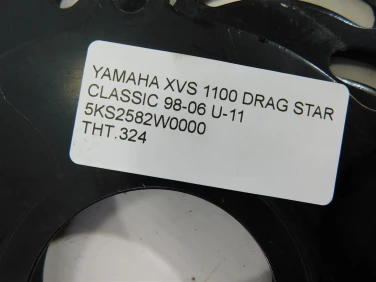 YAMAHA XVS 1100 DRAG STAR
CLASSIC 98-06 U-11
5KS2582W0000
THT.324